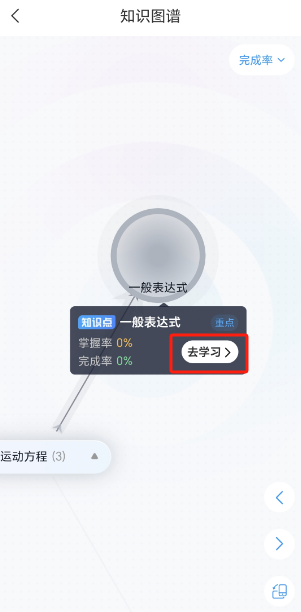 知识图谱
完成率
一般表达式
知识点 一般表达式 重点
掌握率 0%
完成率 0%
去学习
运动方程 (3)